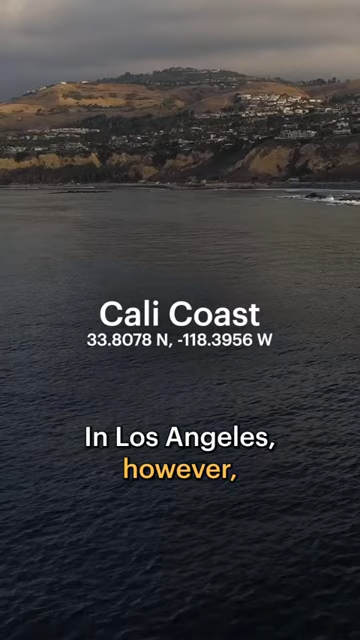 Cali Coast
33.8078 N, -118.3956 W
In Los Angeles,
however,